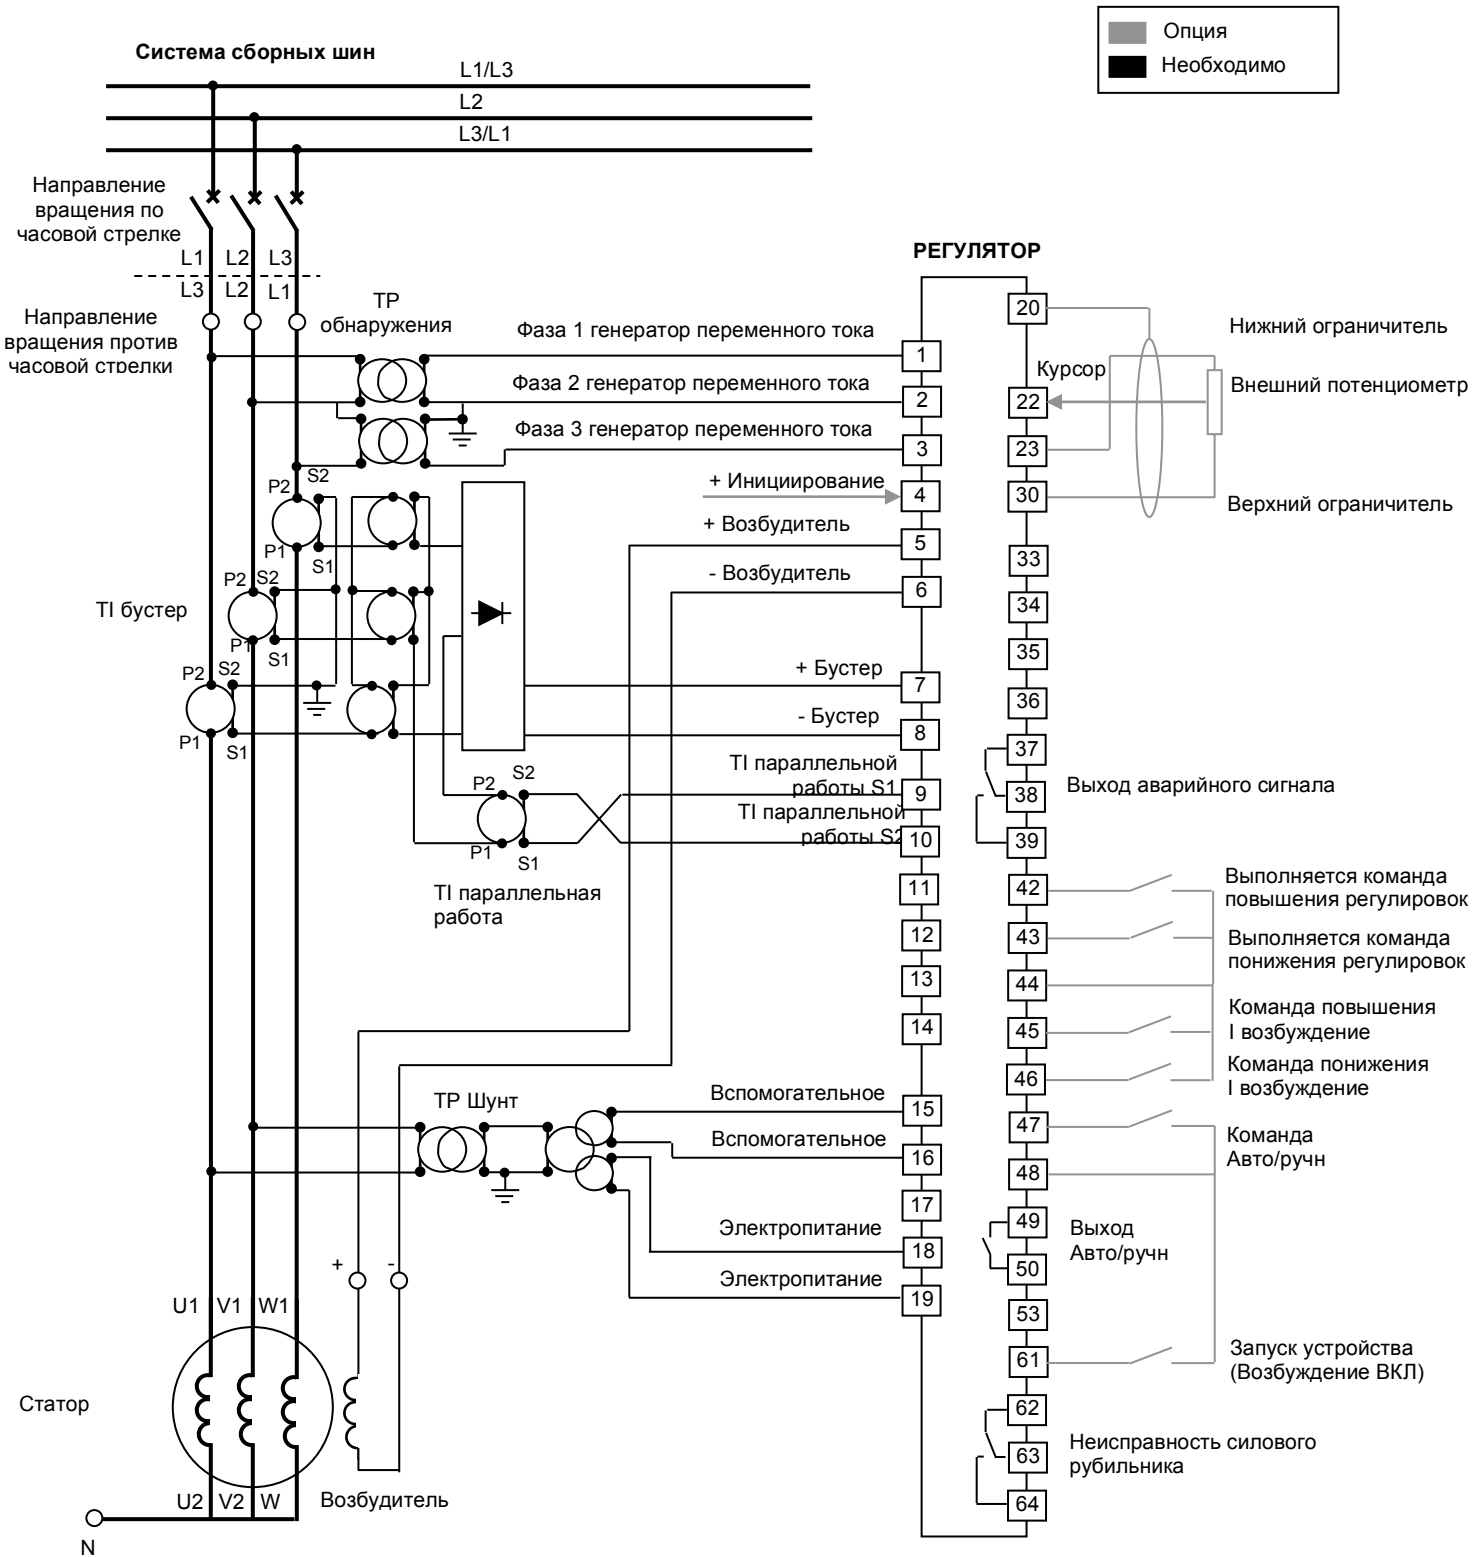 Опция
Необходимо
Система сборных шин
L1/L3
L2
L3/L1
Направление
вращения по
часовой стрелке
L1 L2 L3
L3 L2 L1
Направление
вращения против
часовой стрелки
ТР
обнаружения
РЕГУЛЯТОР
Фаза 1 генератор переменного тока
1
Фаза 2 генератор переменного тока
2
Фаза 3 генератор переменного тока
3
+ Инициирование
4
+ Возбудитель
5
- Возбудитель
6
+ Бустер
7
- Бустер
8
TI параллельной
работы S1
9
TI параллельной
работы S2
10
11
12
13
14
Вспомогательное
15
Вспомогательное
16
17
Электропитание
18
Электропитание
19
P2 S2
P1 S1
P2 S2
P1 S1
P2 S2
P1 S1
TI бустер
P2 S2
P1 S1
TI параллельная
работа
ТР Шунт
+ -
U1 V1 W1
Статор
U2 V2 W
Возбудитель
N
20
Нижний ограничитель
Курсор
22
Внешний потенциометр
23
30
Верхний ограничитель
33
34
35
36
37
38
Выход аварийного сигнала
39
42
Выполняется команда
повышения регулировок
43
Выполняется команда
понижения регулировок
44
45
Команда повышения
I возбуждение
46
Команда понижения
I возбуждение
47
Команда
Авто/ручн
48
49
Выход
Авто/ручн
50
53
61
Запуск устройства
(Возбуждение ВКЛ)
62
63
Неисправность силового
рубильника
64